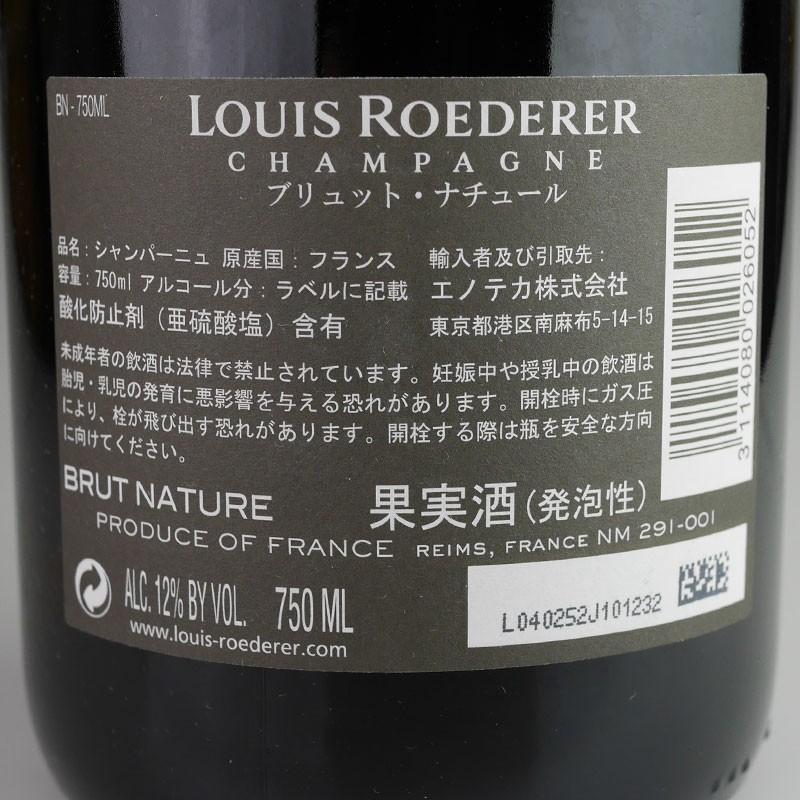 BN - 750ML
LOUIS ROEDERER
CHAMPAGNE
ブリュット・ナチュール
品名：シャンパーニュ 原産国：フランス
容量：750ml アルコール分：ラベルに記載
酸化防止剤（亜硫酸塩）含有
輸入者及び引取先：
エノテカ株式会社
東京都港区南麻布5-14-15
未成年者の飲酒は法律で禁止されています。妊娠中や授乳中の飲酒は
胎児・乳児の発育に悪影響を与える恐れがあります。開栓時にガス圧
により、栓が飛び出す恐れがあります。開栓する際は瓶を安全な方向
に向けてください。
3 114080 026052
BRUT NATURE
果実酒（発泡性）
PRODUCE OF FRANCE
REIMS, FRANCE NM 291-001
ALC. 12% BY VOL. 750 ML
www.louis-roederer.com
L040252J101232